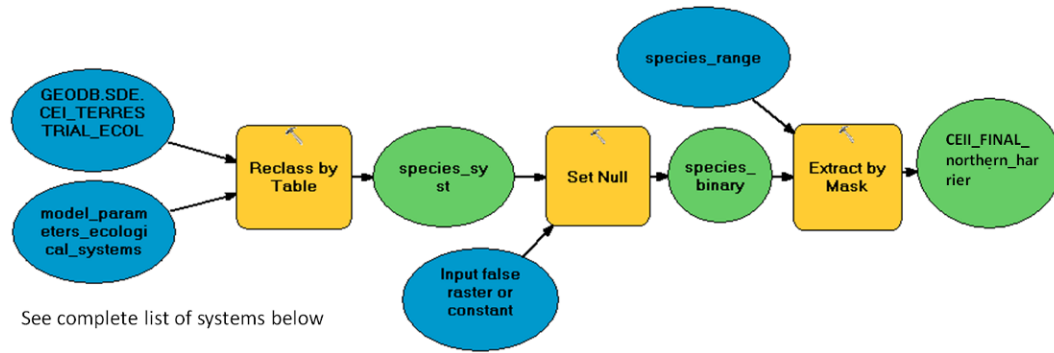 GEODB.SDE.
CEI_TERRES
TRIAL_ECOL
model_param
eters_ecologi
cal_systems
Reclass by
Table
species_sy
st
Input false
raster or
constant
Set Null
species_
binary
species_range
Extract by
Mask
CEII_FINAL_
northern_har
rier
See complete list of systems below